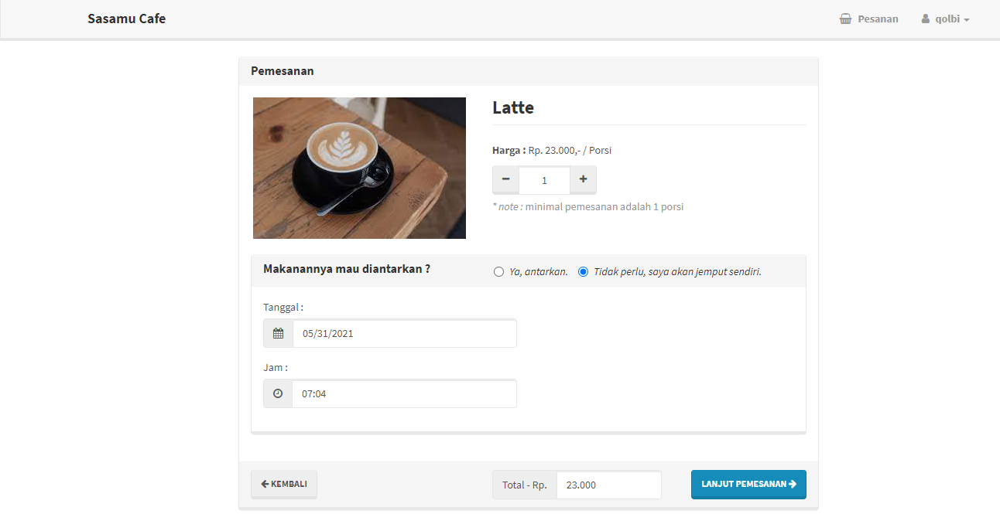 Sasamu Cafe
Pesanan
qolbi
Pemesanan
Latte
Harga : Rp. 23.000,- / Porsi
1
* note : minimal pemesanan adalah 1 porsi
Makanannya mau diantarkan ?
Ya, antarkan.
Tidak perlu, saya akan jemput sendiri.
Tanggal :
05/31/2021
Jam :
07:04
KEMBALI
Total - Rp.
23.000
LANJUT PEMESANAN